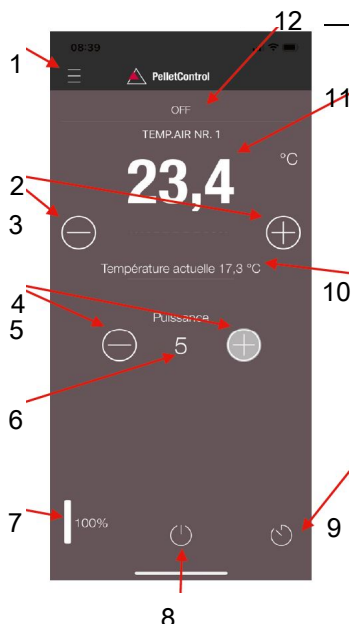 12
08:39
1
PelletControl
OFF
11
TEMP.AIR NR. 1
23,4
°C
2
3
Température actuelle 17,3 °C
10
4
Puissance
5
5
6
7
100%
9
8